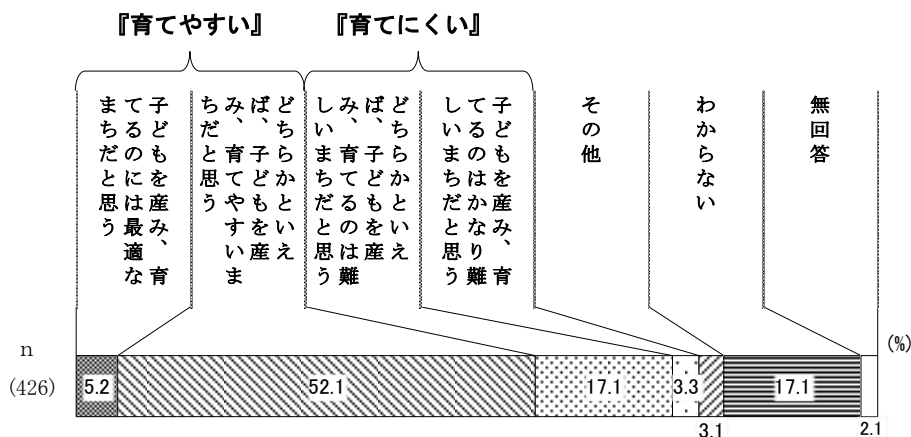 『育てやすい』
『育てにくい』
子どもを産み、育
てるのには最適な
まちだと思う
どちらかといえ
ば、子どもを産
み、育てやすいま
ちだと思う
どちらかといえ
ば、子どもを産
み、育てるのは難
しいまちだと思う
子どもを産み、育
てるのはかなり難
しいまちだと思う
その他
わからない
無回答
(%)
n
(426)
5.2
52.1
17.1
3.3
3.1
17.1
2.1